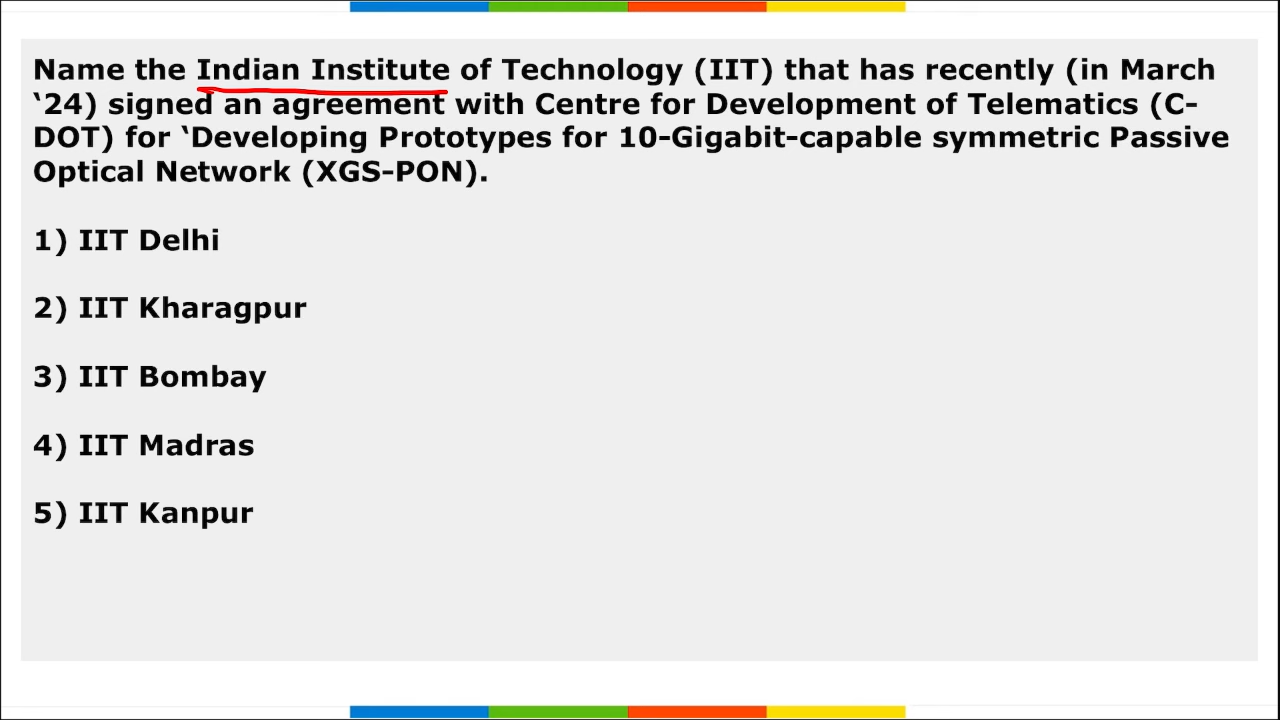 Name the Indian Institute of Technology (IIT) that has recently (in March
‘24) signed an agreement with Centre for Development of Telematics (C-
DOT) for ‘Developing Prototypes for 10-Gigabit-capable symmetric Passive
Optical Network (XGS-PON).
1) IIT Delhi
2) IIT Kharagpur
3) IIT Bombay
4) IIT Madras
5) IIT Kanpur